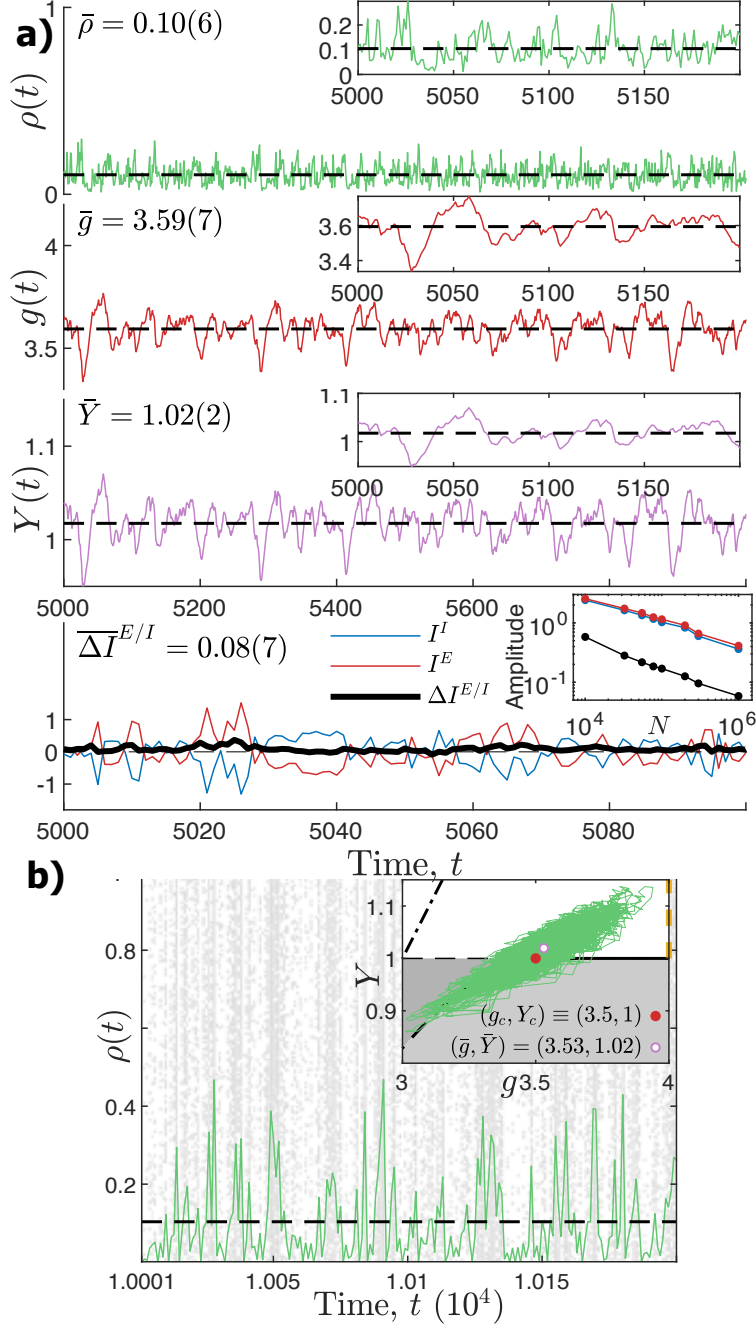 a)
ρ̄ = 0.10(6)
ρ(t)
1
0
0.2
0.1
0
5000 5050 5100 5150
ḡ = 3.59(7)
g(t)
4
3.5
3.6
3.4
5000 5050 5100 5150
Ȳ = 1.02(2)
Y(t)
1.1
1
1.1
1
5000 5050 5100 5150
5000 5200 5400 5600
ΔI̅^{E/I} = 0.08(7)
I^I
I^E
ΔI^{E/I}
Amplitude
10^0
10^{-1}
10^4 N 10^6
1
0
-1
5000 5020 5040 5060 5080
Time, t
b)
ρ(t)
0.8
0.4
0.2
Y
1.1
1
0.9
(g_c, Y_c) ≡ (3.5, 1)
(ḡ, Ȳ) = (3.53, 1.02)
3 g 3.5 4
1.0001 1.005 1.01 1.015
Time, t (10^4)